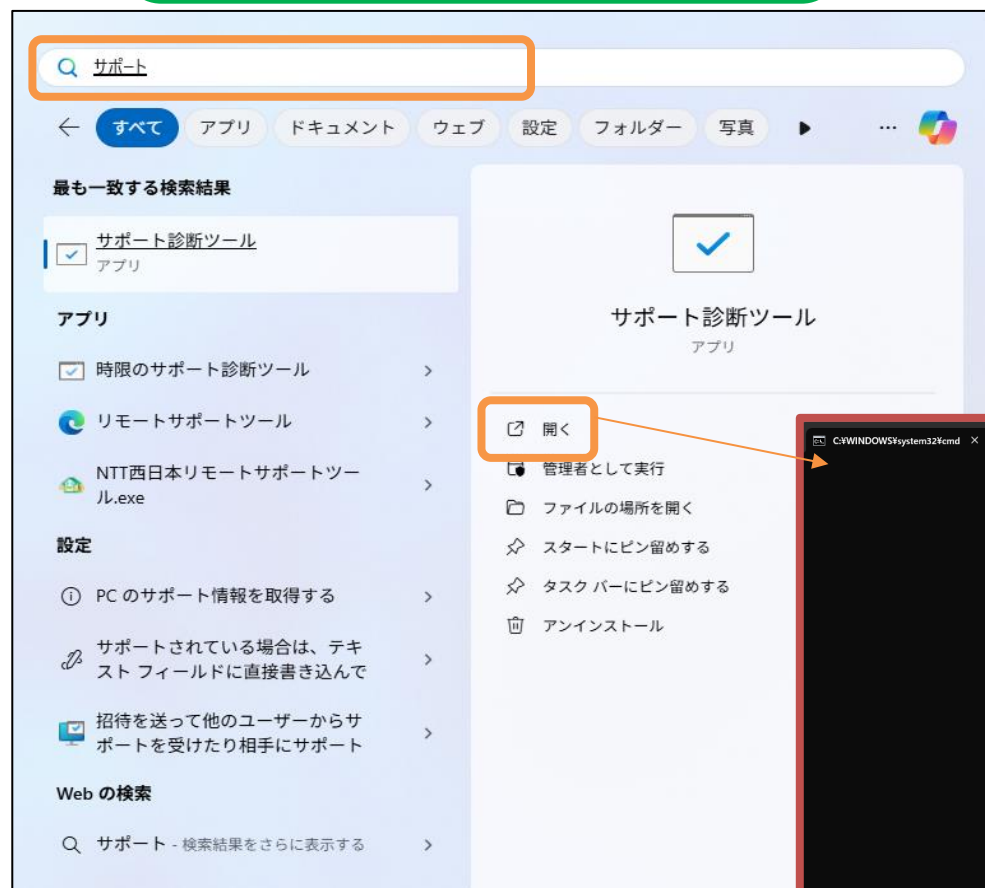 サポート
すべて アプリ ドキュメント ウェブ 設定 フォルダー 写真 ▶ …
最も一致する検索結果
サポート診断ツール
アプリ
アプリ
時限のサポート診断ツール
リモートサポートツール
NTT西日本リモートサポートツー
ル.exe
設定
PC のサポート情報を取得する
サポートされている場合は、テキ
スト フィールドに直接書き込んで
招待を送って他のユーザーからサ
ポートを受けたり相手にサポート
Web の検索
サポート - 検索結果をさらに表示する
サポート診断ツール
アプリ
開く
管理者として実行
ファイルの場所を開く
スタートにピン留めする
タスク バーにピン留めする
アンインストール
C:¥WINDOWS¥system32¥cmd ×